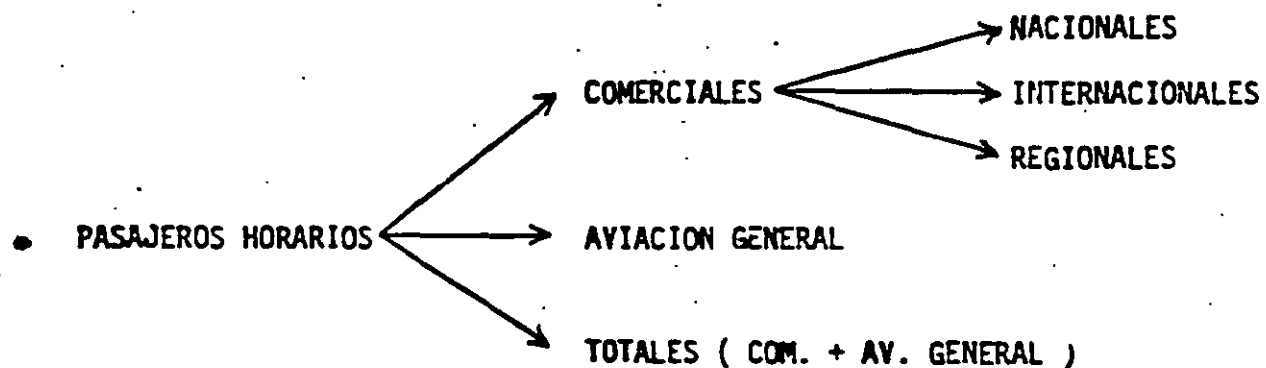 NACIONALES
COMERCIALES
INTERNACIONALES
REGIONALES
PASAJEROS HORARIOS
AVIACION GENERAL
TOTALES ( COM. + AV. GENERAL )